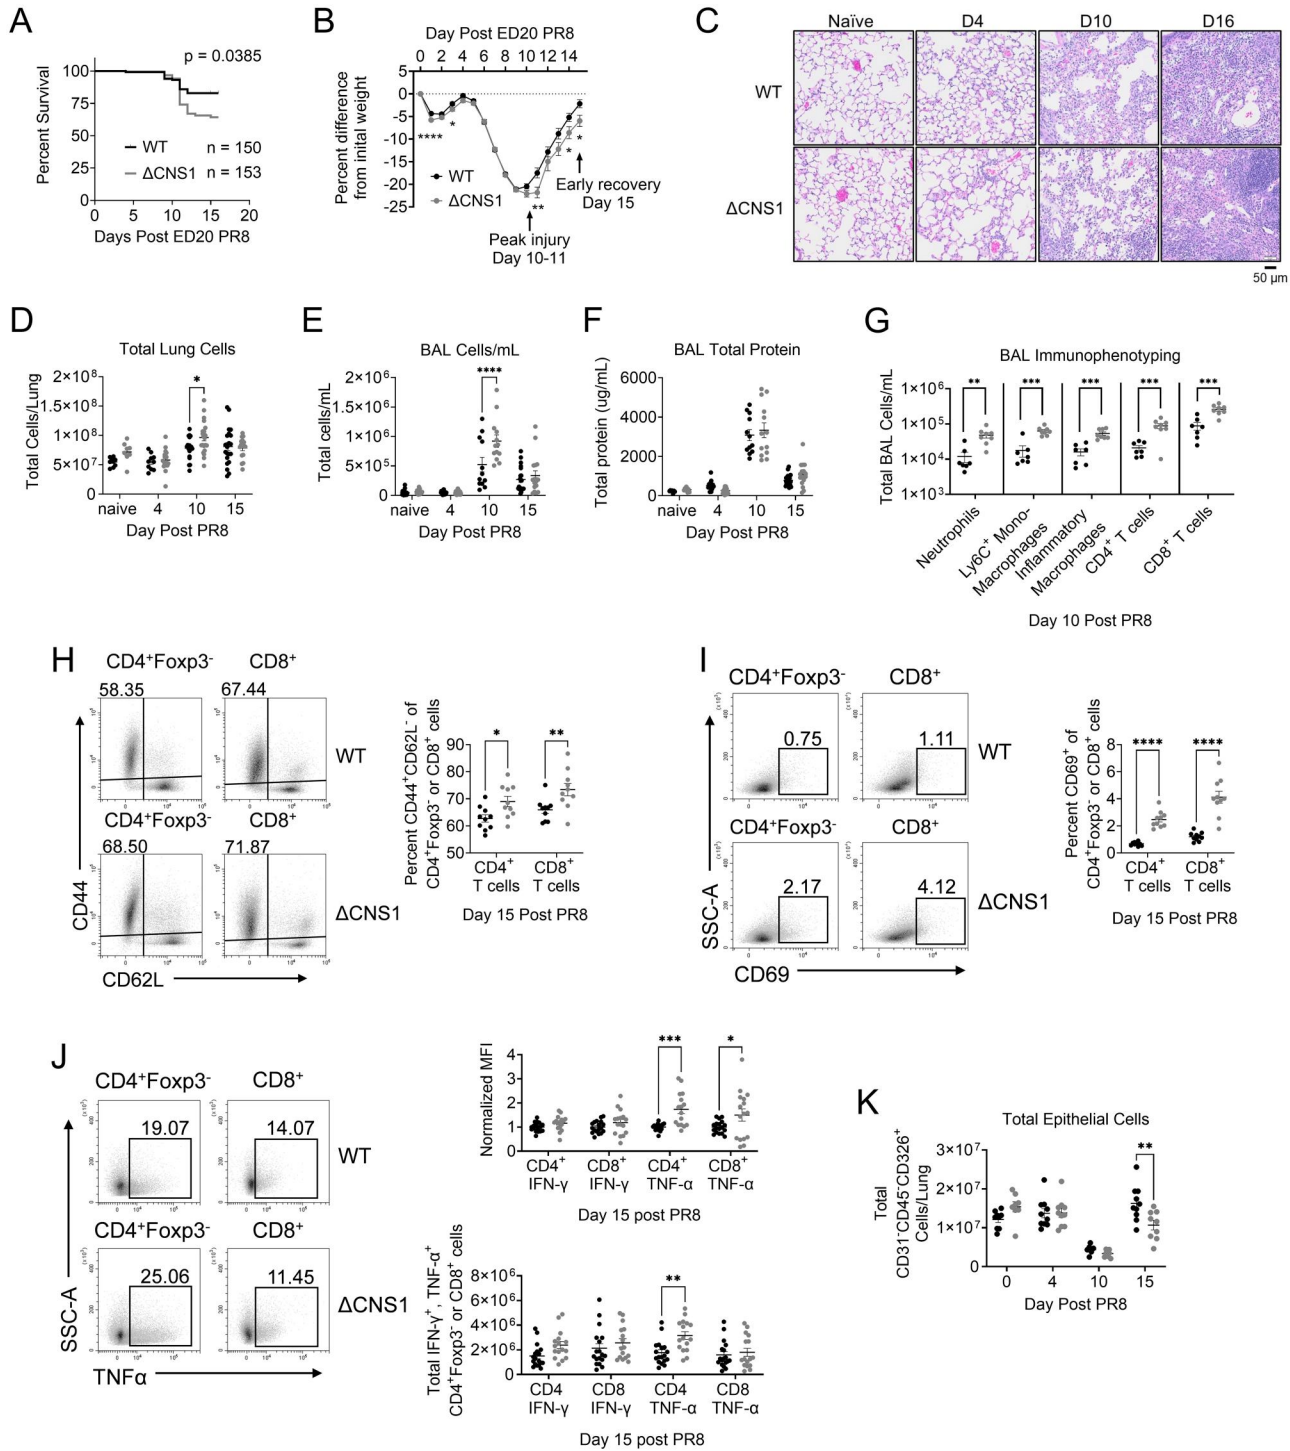 A
p = 0.0385
100
75
50
25
0
Percent Survival
WT n = 150
ΔCNS1 n = 153
0 5 10 15 20
Days Post ED20 PR8
B
Day Post ED20 PR8
0 2 4 6 8 10 12 14
5
0
-5
-10
-15
-20
-25
Percent difference
from inital weight
****
*
**
*
*
WT
ΔCNS1
Early recovery
Day 15
Peak injury
Day 10-11
C
Naïve D4 D10 D16
WT
ΔCNS1
50 µm
D
Total Lung Cells
2×10⁸
1.5×10⁸
1×10⁸
5×10⁷
0
Total Cells/Lung
*
naive 4 10 15
Day Post PR8
E
BAL Cells/mL
2×10⁶
1.5×10⁶
1×10⁶
5×10⁵
0
Total cells/mL
****
naive 4 10 15
Day Post PR8
F
BAL Total Protein
6000
4000
2000
0
Total protein (ug/mL)
naive 4 10 15
Day Post PR8
G
BAL Immunophenotyping
1×10⁶
1×10⁵
1×10⁴
1×10³
Total BAL Cells/mL
** *** *** *** ***
Neutrophils
Ly6C⁺ Mono-
Macrophages
Inflammatory
Macrophages
CD4⁺ T cells
CD8⁺ T cells
Day 10 Post PR8
H
CD4⁺Foxp3⁻ CD8⁺
58.35 67.44
WT
CD4⁺Foxp3⁻ CD8⁺
68.50 71.87
ΔCNS1
CD44
CD62L
Percent CD44⁺CD62L⁻ of
CD4⁺Foxp3⁻ or CD8⁺ cells
90
80
70
60
50
* **
CD4⁺ CD8⁺
T cells T cells
Day 15 Post PR8
I
CD4⁺Foxp3⁻ CD8⁺
0.75 1.11
WT
CD4⁺Foxp3⁻ CD8⁺
2.17 4.12
ΔCNS1
SSC-A
CD69
Percent CD69⁺ of
CD4⁺Foxp3⁻ or CD8⁺ cells
8
6
4
2
0
**** ****
CD4⁺ CD8⁺
T cells T cells
Day 15 Post PR8
J
CD4⁺Foxp3⁻ CD8⁺
19.07 14.07
WT
CD4⁺Foxp3⁻ CD8⁺
25.06 11.45
ΔCNS1
SSC-A
TNFα
Normalized MFI
4
3
2
1
0
*** *
CD4⁺ CD8⁺ CD4⁺ CD8⁺
IFN-γ IFN-γ TNF-α TNF-α
Day 15 post PR8
Total IFN-γ⁺, TNF-α⁺
CD4⁺Foxp3⁻ or CD8⁺ cells
8×10⁶
6×10⁶
4×10⁶
2×10⁶
0
**
CD4 CD8 CD4 CD8
IFN-γ IFN-γ TNF-α TNF-α
Day 15 post PR8
K
Total Epithelial Cells
Total
CD31⁻CD45⁻CD326⁺
Cells/Lung
3×10⁷
2×10⁷
1×10⁷
0
**
0 4 10 15
Day Post PR8